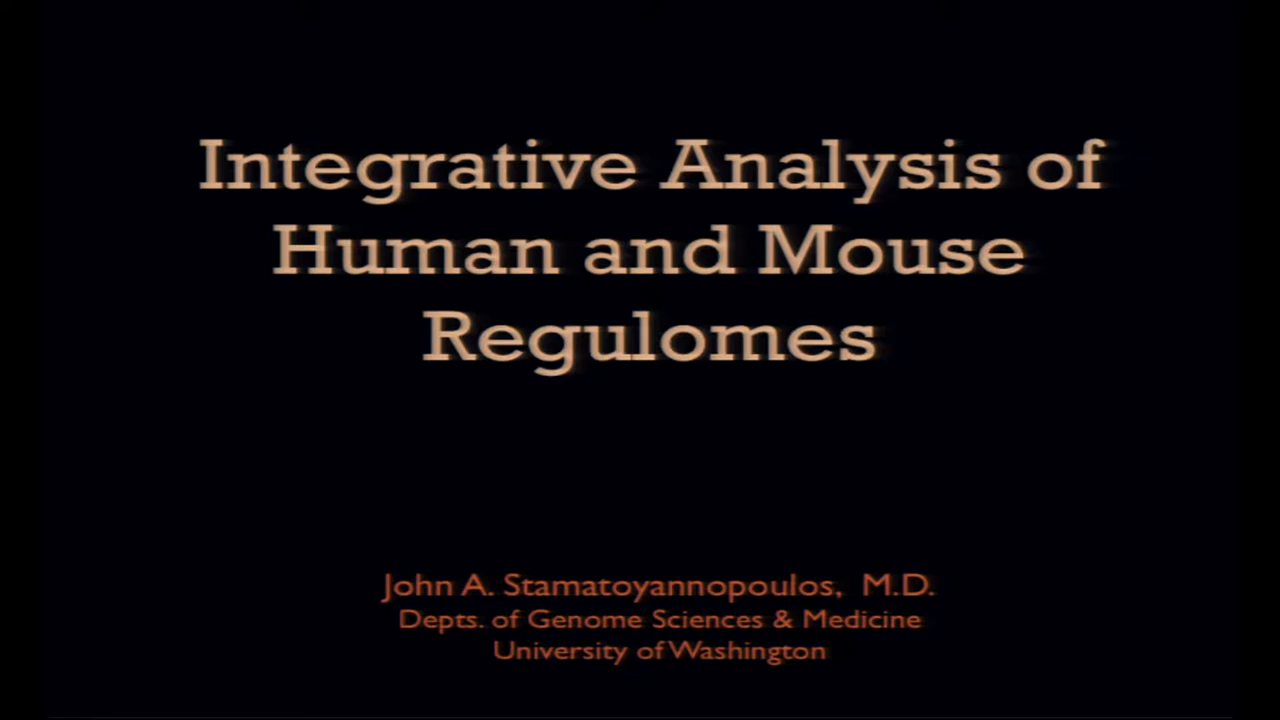 Integrative Analysis of
Human and Mouse
Regulomes
John A. Stamatoyannopoulos, M.D.
Depts. of Genome Sciences & Medicine
University of Washington